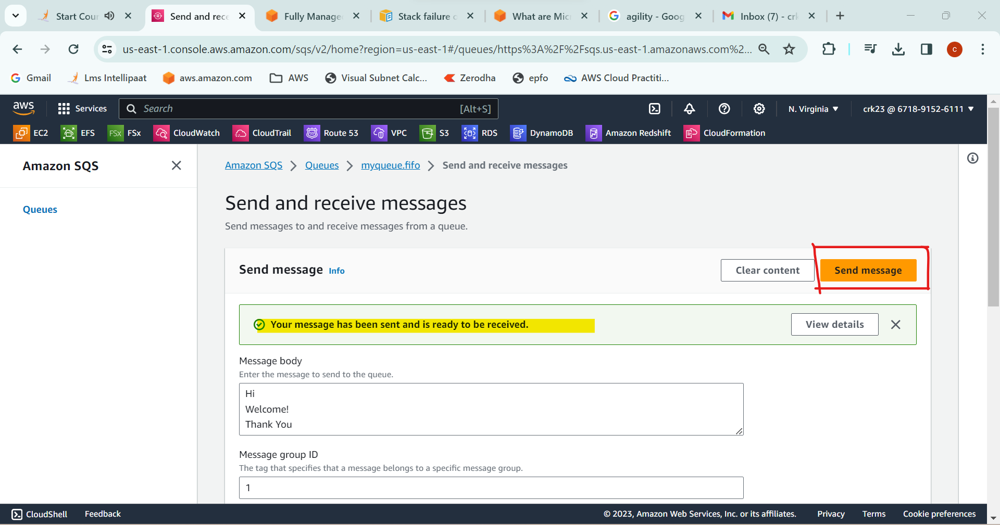 Start Cour
Send and rece
Fully Manage
Stack failure o
What are Mic
agility - Goog
Inbox (7) - crk
us-east-1.console.aws.amazon.com/sqs/v2/home?region=us-east-1#/queues/https%3A%2F%2Fsqs.us-east-1.amazonaws.com%2...
C
Gmail
Lms Intellipaat
aws.amazon.com
AWS
Visual Subnet Calc...
Zerodha
epfo
AWS Cloud Practiti...
aws
Services
Search
[Alt+S]
N. Virginia
crk23 @ 6718-9152-6111
EC2
EFS
FSx
FSx
CloudWatch
CloudTrail
53
Route 53
VPC
S3
RDS
DynamoDB
Amazon Redshift
CloudFormation
Amazon SQS
Queues
Amazon SQS
Queues
myqueue.fifo
Send and receive messages
Send and receive messages
Send messages to and receive messages from a queue.
Send message Info
Clear content
Send message
Your message has been sent and is ready to be received.
View details
Message body
Enter the message to send to the queue.
Hi
Welcome!
Thank You
Message group ID
The tag that specifies that a message belongs to a specific message group.
1
CloudShell
Feedback
© 2023, Amazon Web Services, Inc. or its affiliates.
Privacy
Terms
Cookie preferences